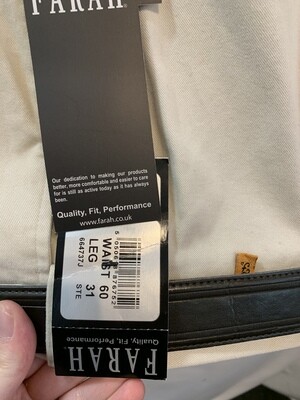 FARAH®
Our dedication to making our products
better, more comfortable and easier to care
for is still as active today as it has always
been.
Quality, Fit, Performance
www.farah.co.uk
WAIST 60
LEG 31
664737J
STE
Quality, Fit, Performance
FARAH®